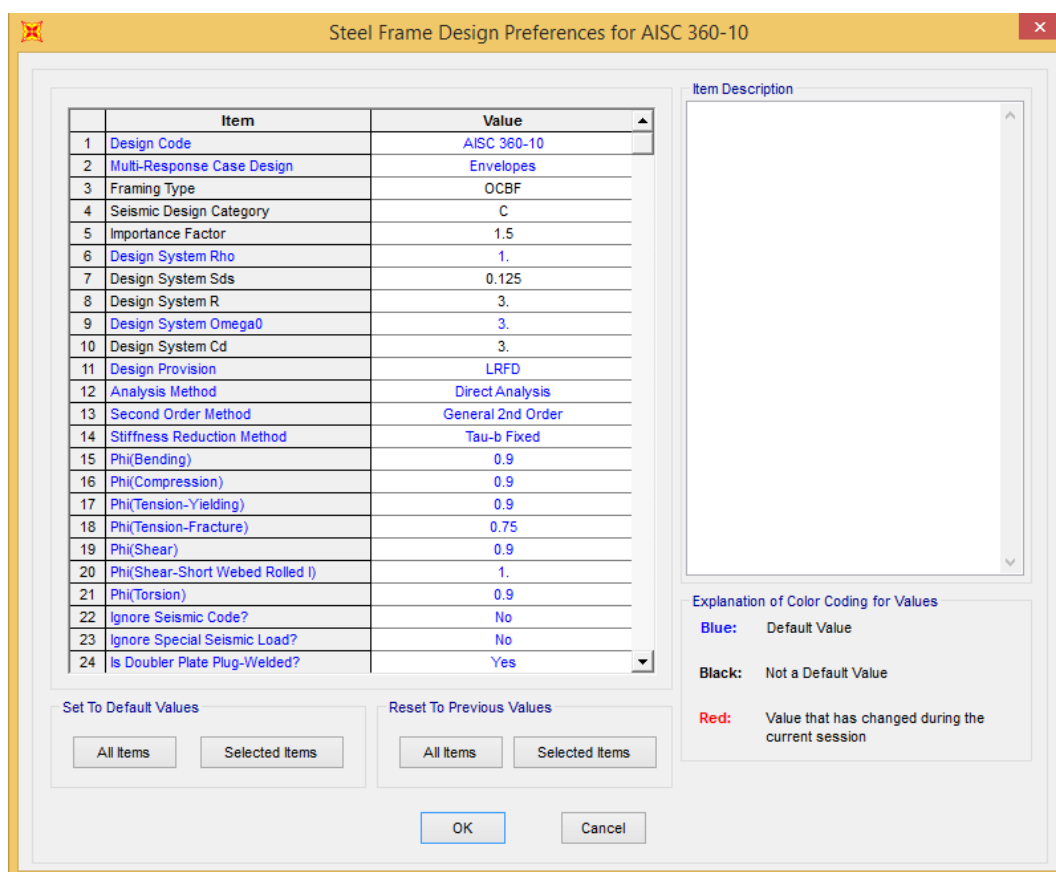 Steel Frame Design Preferences for AISC 360-10
Item Value
1 Design Code AISC 360-10
2 Multi-Response Case Design Envelopes
3 Framing Type OCBF
4 Seismic Design Category C
5 Importance Factor 1.5
6 Design System Rho 1.
7 Design System Sds 0.125
8 Design System R 3.
9 Design System Omega0 3.
10 Design System Cd 3.
11 Design Provision LRFD
12 Analysis Method Direct Analysis
13 Second Order Method General 2nd Order
14 Stiffness Reduction Method Tau-b Fixed
15 Phi(Bending) 0.9
16 Phi(Compression) 0.9
17 Phi(Tension-Yielding) 0.9
18 Phi(Tension-Fracture) 0.75
19 Phi(Shear) 0.9
20 Phi(Shear-Short Webed Rolled I) 1.
21 Phi(Torsion) 0.9
22 Ignore Seismic Code? No
23 Ignore Special Seismic Load? No
24 Is Doubler Plate Plug-Welded? Yes
Item Description
Explanation of Color Coding for Values
Blue: Default Value
Black: Not a Default Value
Red: Value that has changed during the
current session
Set To Default Values
All Items Selected Items
Reset To Previous Values
All Items Selected Items
OK Cancel